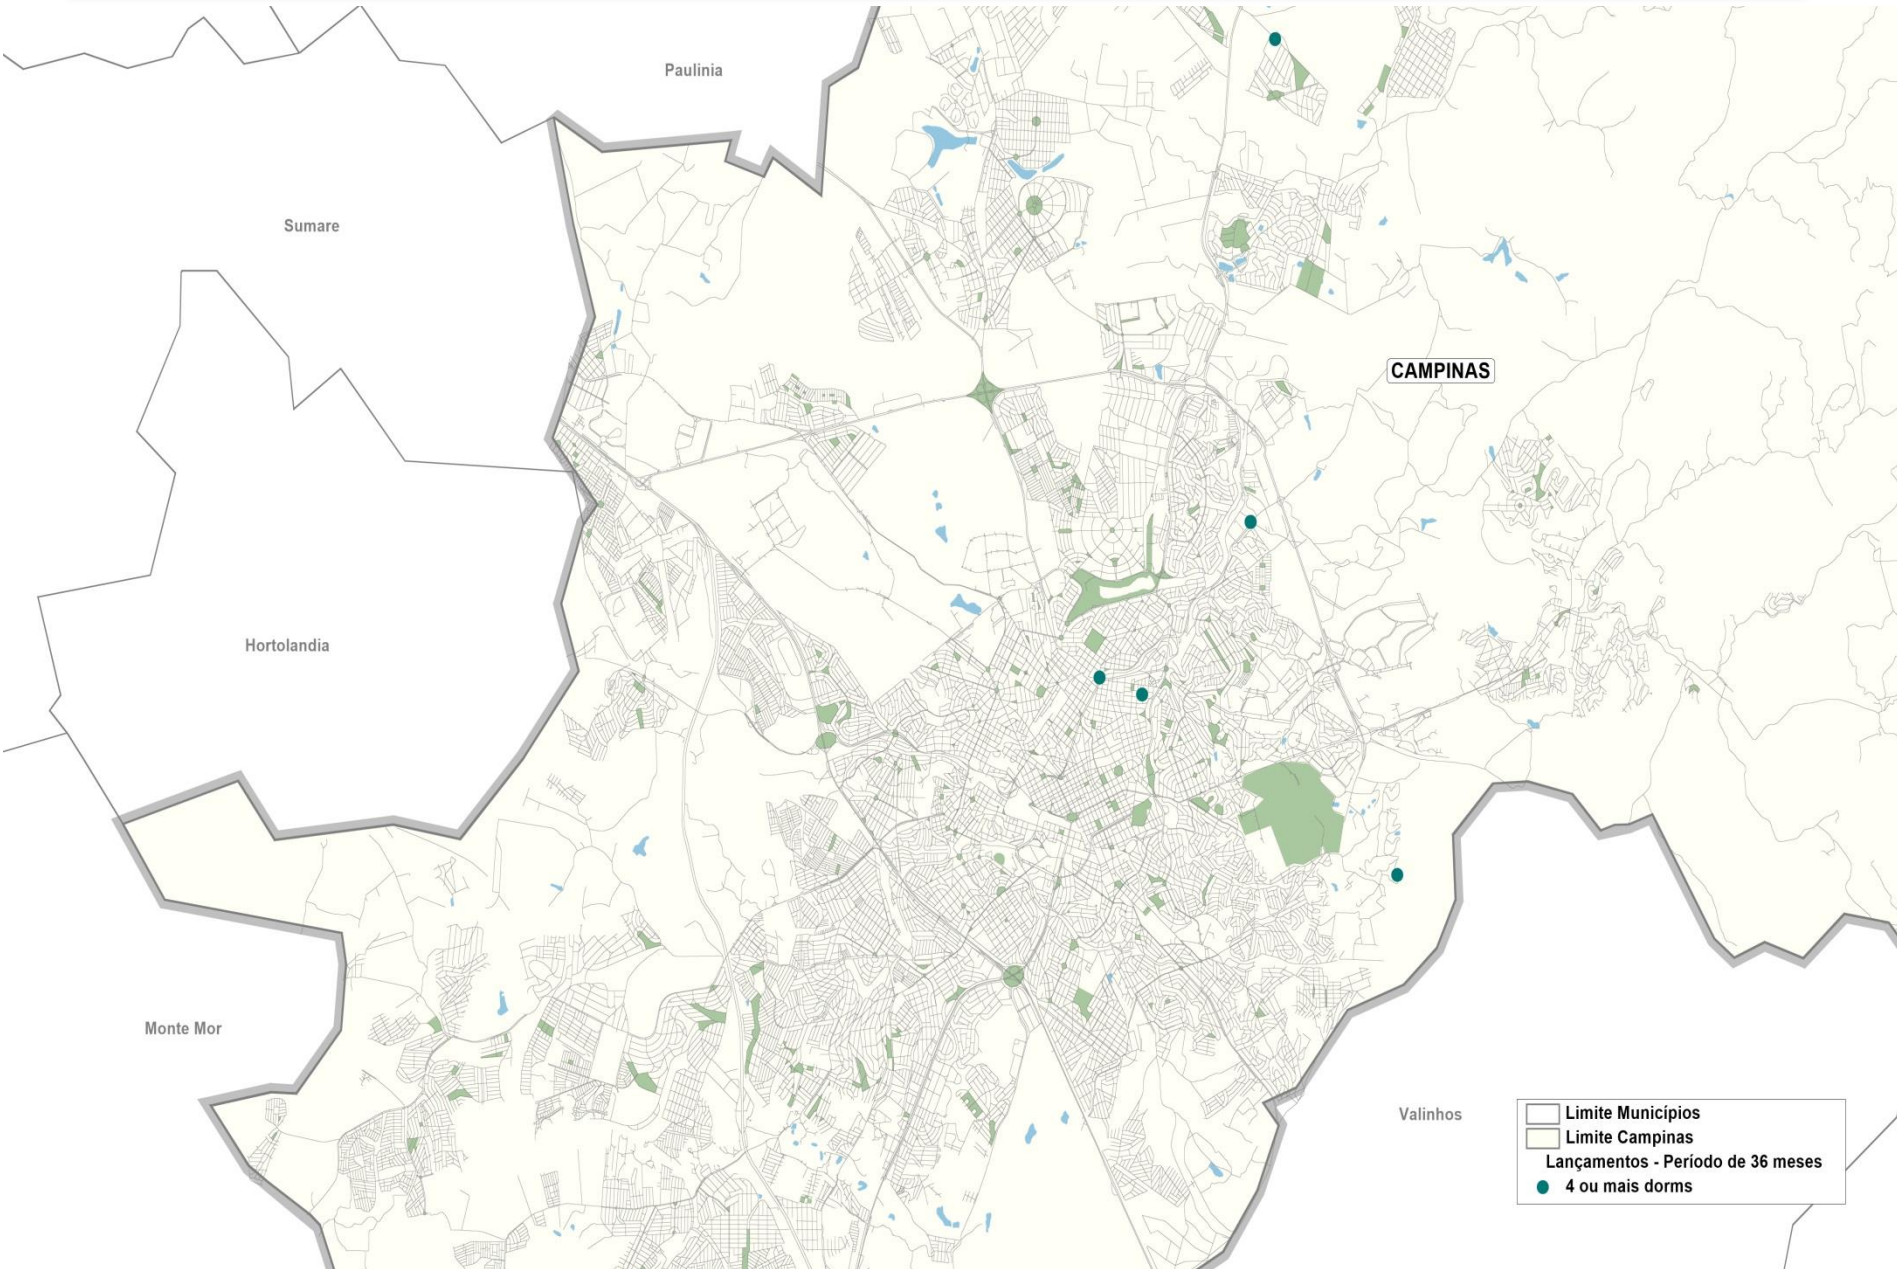 Paulinia
Sumare
CAMPINAS
Hortolandia
Monte Mor
Valinhos
Limite Municípios
Limite Campinas
Lançamentos - Período de 36 meses
4 ou mais dorms